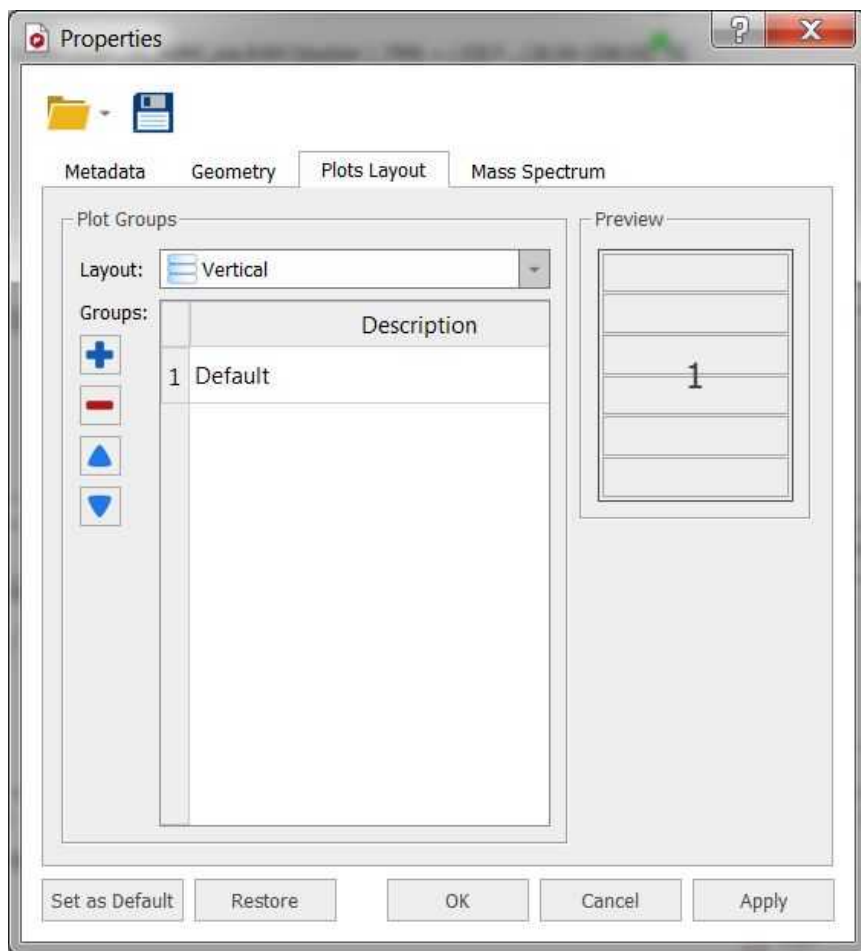 Properties
Metadata Geometry Plots Layout Mass Spectrum
Plot Groups Preview
Layout: Vertical
Groups: Description
1 Default
1
Set as Default Restore OK Cancel Apply